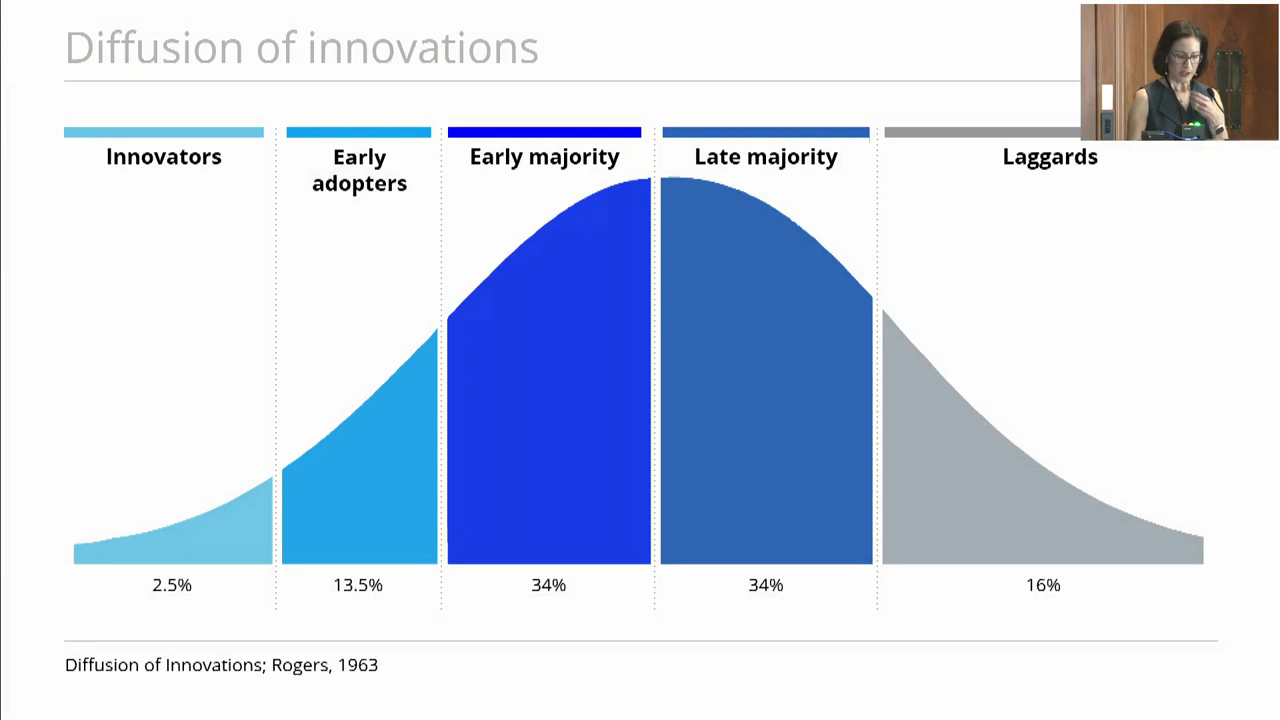 Diffusion of innovations
Innovators
Early
adopters
Early majority
Late majority
Laggards
2.5%
13.5%
34%
34%
16%
Diffusion of Innovations; Rogers, 1963